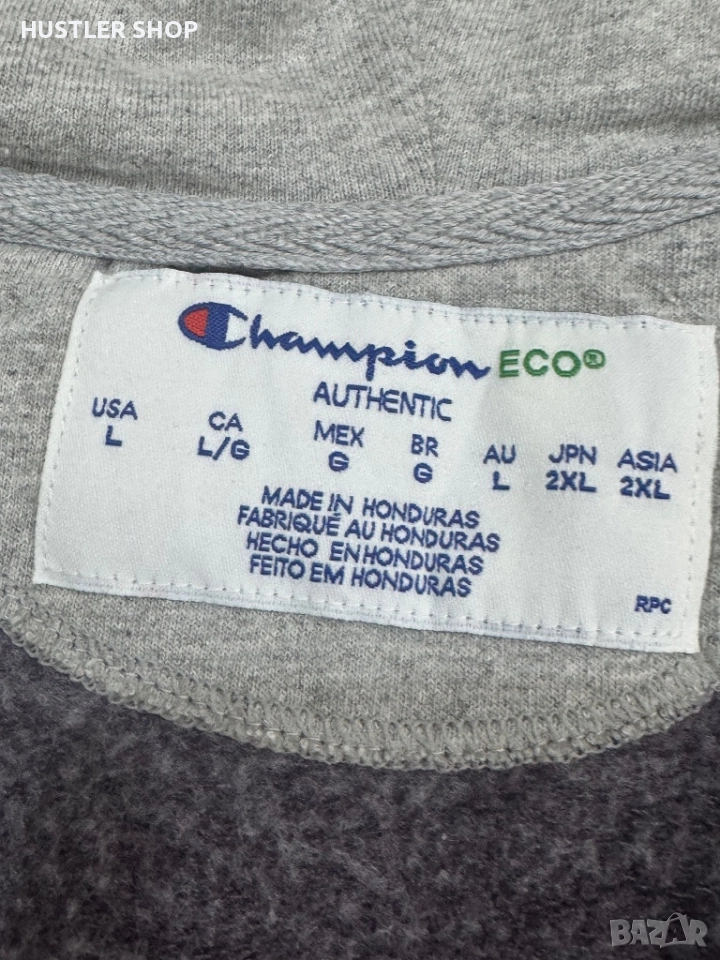 HUSTLER SHOP
Champion ECO®
AUTHENTIC
USA CA MEX BR AU JPN ASIA
L L/G G G L 2XL 2XL
MADE IN HONDURAS
FABRIQUÉ AU HONDURAS
HECHO EN HONDURAS
FEITO EM HONDURAS
RPC
BAZAR